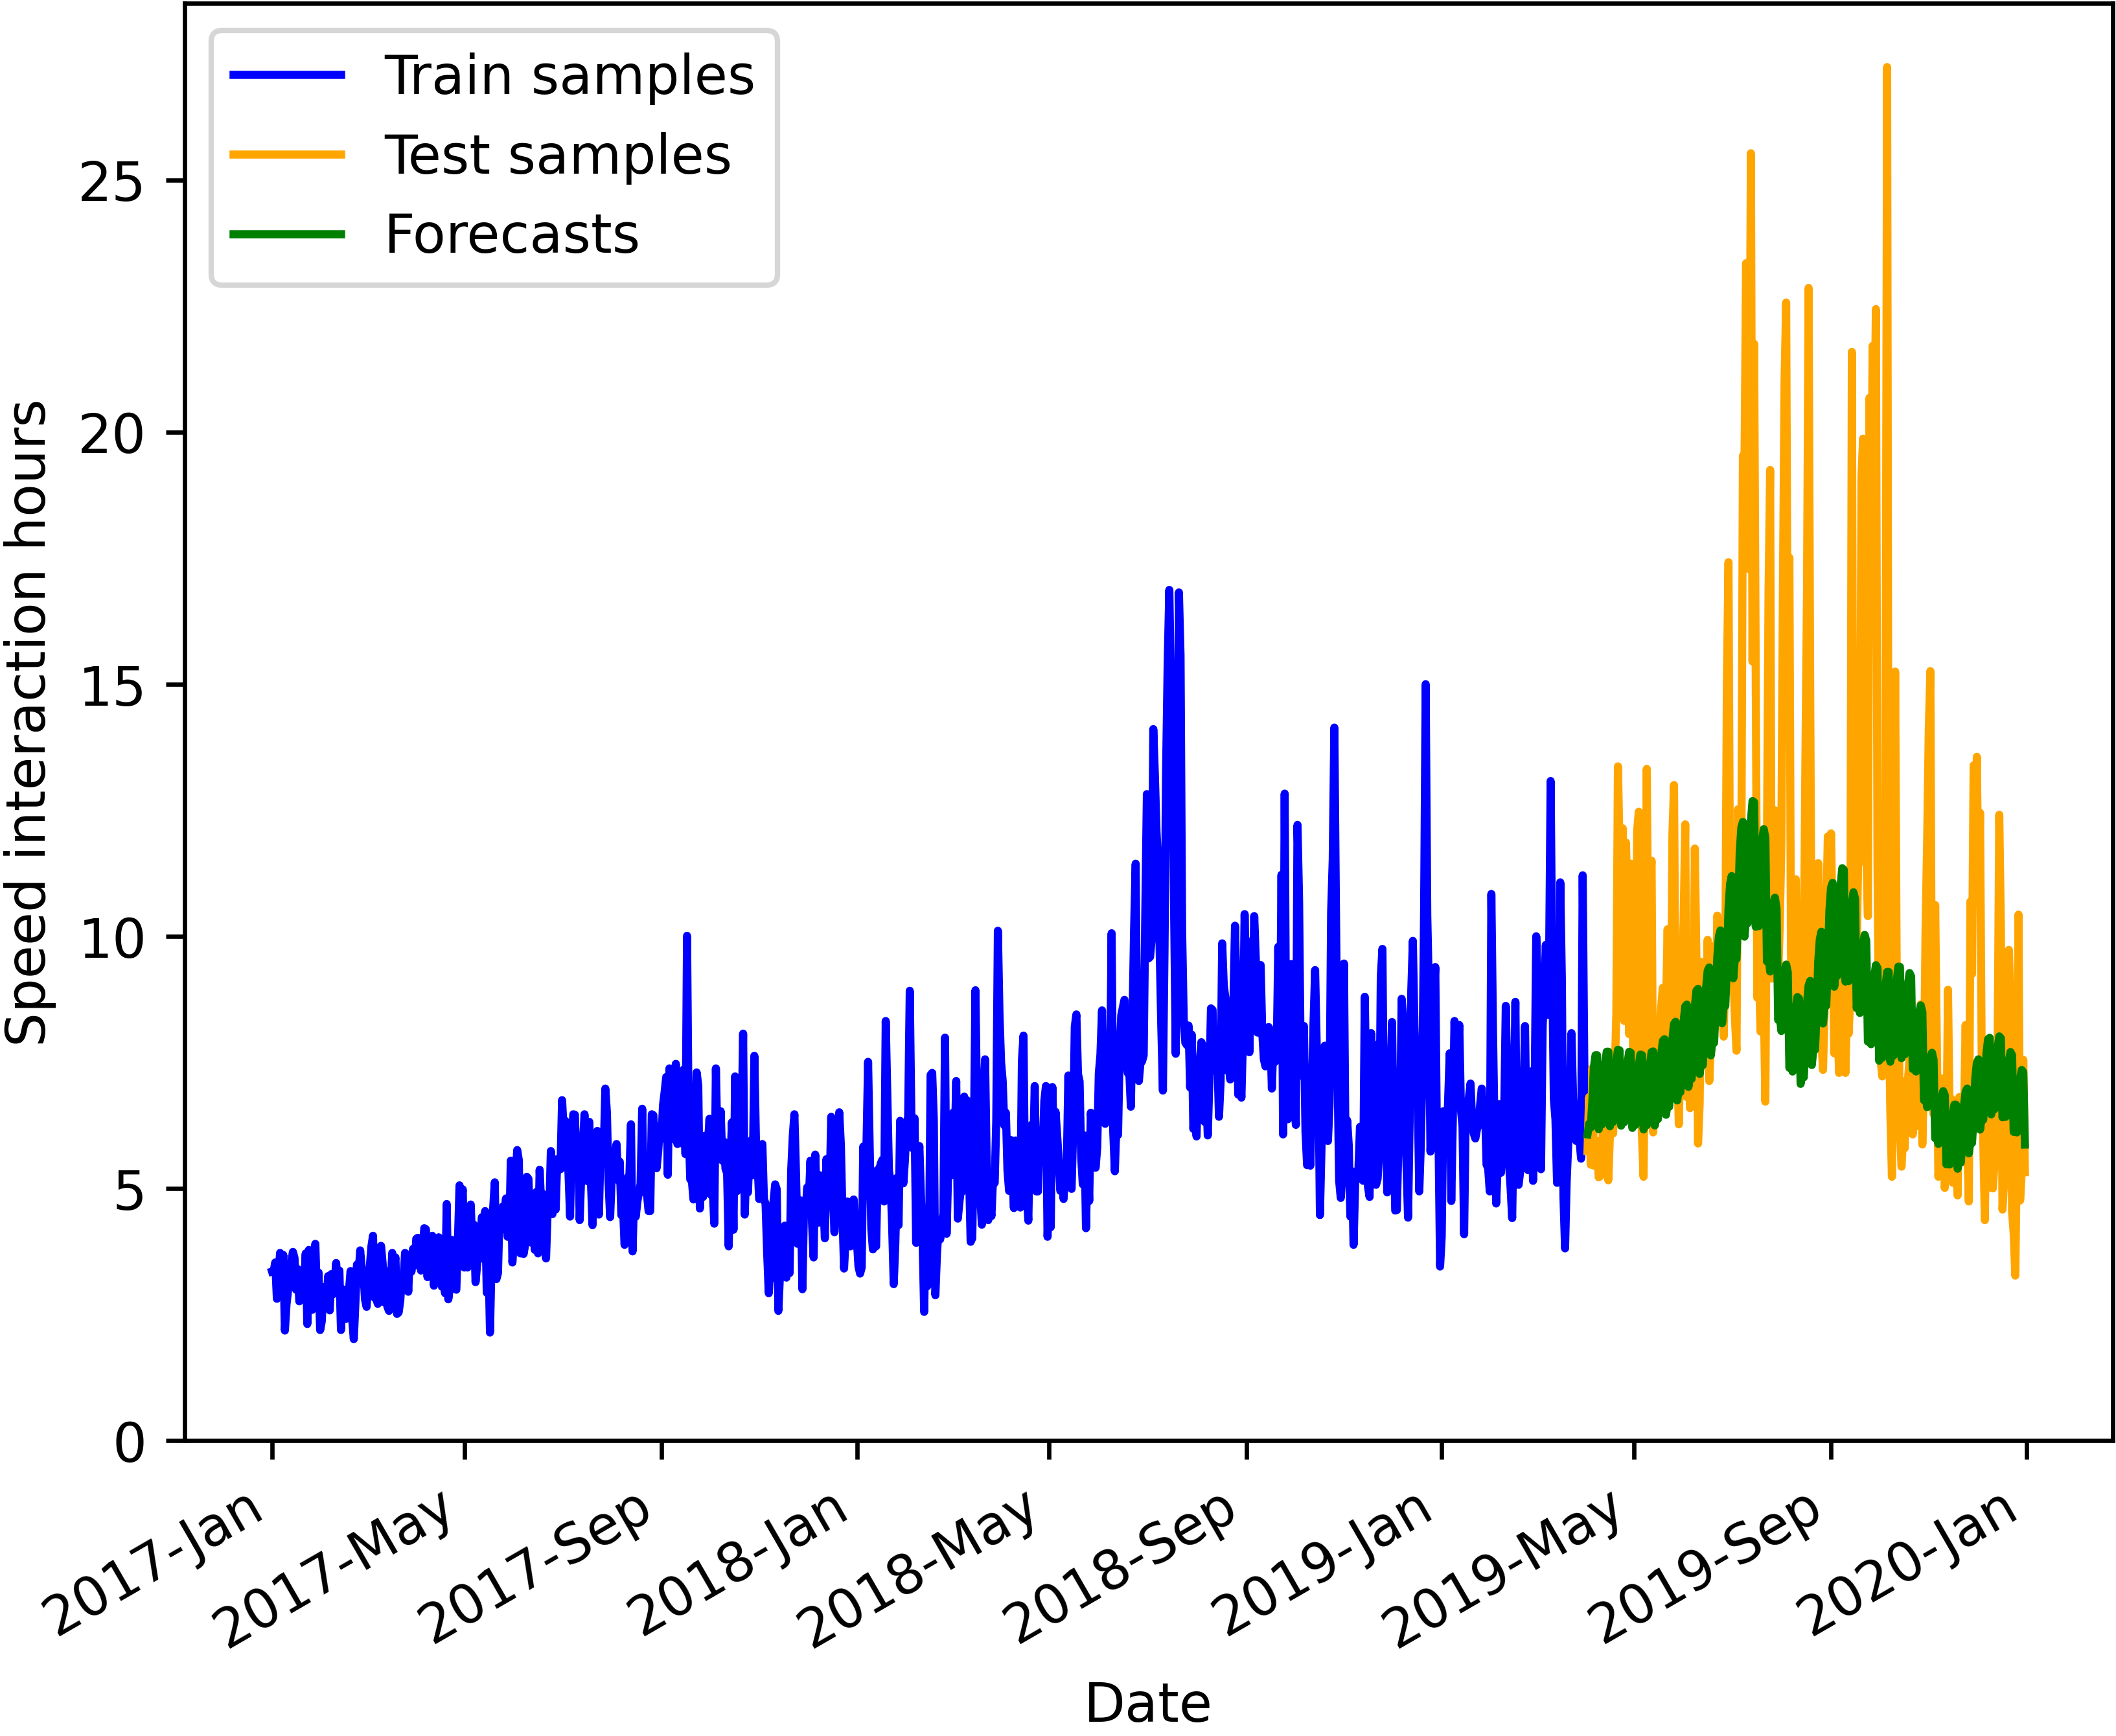 Train samples
Test samples
Forecasts
25
20
15
10
5
0
Speed interaction hours
2017-Jan
2017-May
2017-Sep
2018-Jan
2018-May
2018-Sep
2019-Jan
2019-May
2019-Sep
2020-Jan
Date